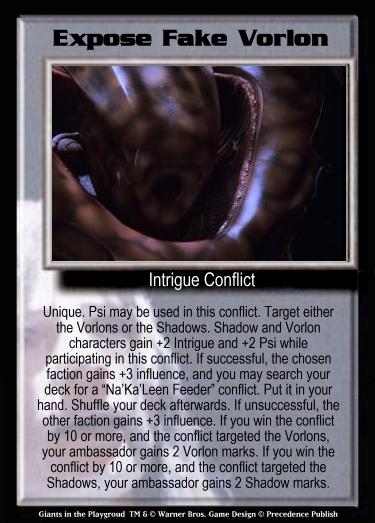 Expose Fake Vorlon
Intrigue Conflict
Unique. Psi may be used in this conflict. Target either
the Vorlons or the Shadows. Shadow and Vorlon
characters gain +2 Intrigue and +2 Psi while
participating in this conflict. If successful, the chosen
faction gains +3 influence, and you may search your
deck for a “Na’Ka’Leen Feeder” conflict. Put it in your
hand. Shuffle your deck afterwards. If unsuccessful, the
other faction gains +3 influence. If you win the conflict
by 10 or more, and the conflict targeted the Vorlons,
your ambassador gains 2 Vorlon marks. If you win the
conflict by 10 or more, and the conflict targeted the
Shadows, your ambassador gains 2 Shadow marks.
Giants in the Playgroud TM & © Warner Bros. Game Design © Precedence Publish